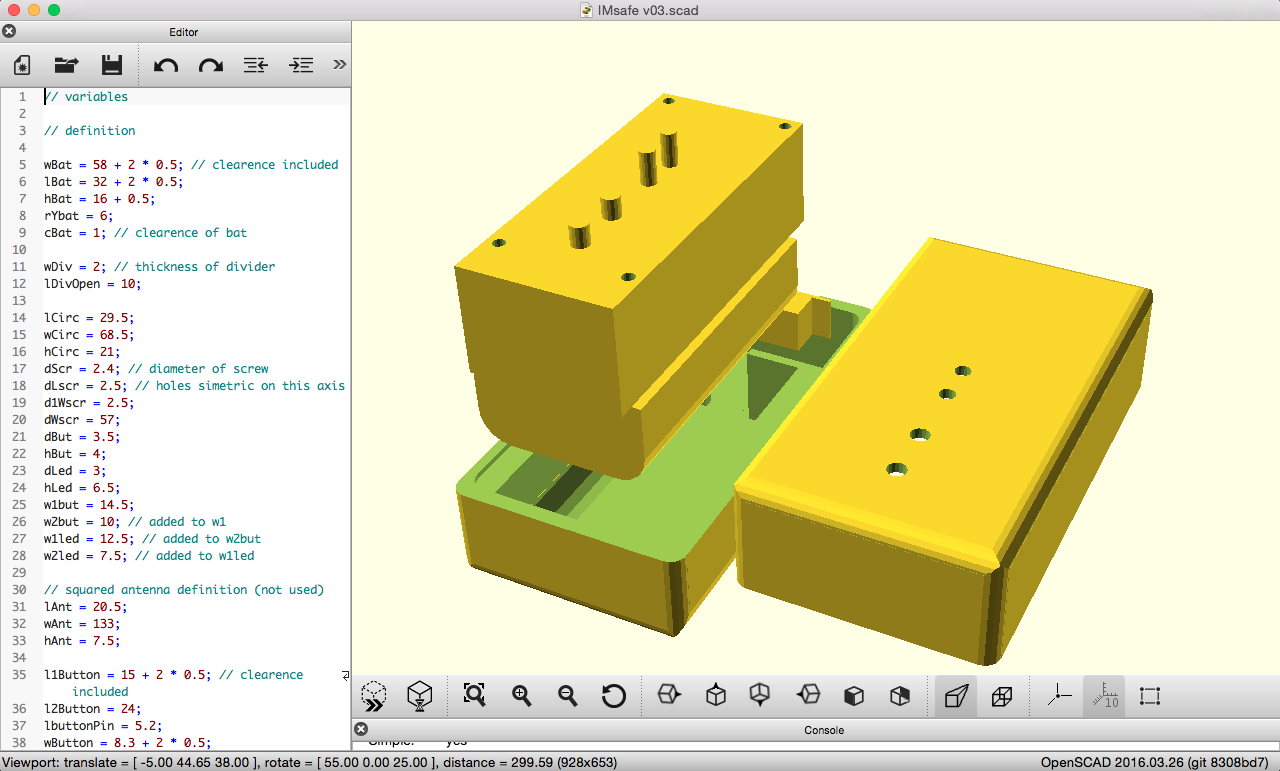 IMsafe v03.scad
Editor
1 // variables
2
3 // definition
4
5 wBat = 58 + 2 * 0.5; // clearence included
6 lBat = 32 + 2 * 0.5;
7 hBat = 16 + 0.5;
8 rYbat = 6;
9 cBat = 1; // clearence of bat
10
11 wDiv = 2; // thickness of divider
12 lDivOpen = 10;
13
14 lCirc = 29.5;
15 wCirc = 68.5;
16 hCirc = 21;
17 dScr = 2.4; // diameter of screw
18 dLscr = 2.5; // holes simetric on this axis
19 d1Wscr = 2.5;
20 dWscr = 57;
21 dBut = 3.5;
22 hBut = 4;
23 dLed = 3;
24 hLed = 6.5;
25 w1but = 14.5;
26 w2but = 10; // added to w1
27 w1led = 12.5; // added to w2but
28 w2led = 7.5; // added to w1led
29
30 // squared antenna definition (not used)
31 lAnt = 20.5;
32 wAnt = 133;
33 hAnt = 7.5;
34
35 l1Button = 15 + 2 * 0.5; // clearence
included
36 l2Button = 24;
37 lbuttonPin = 5.2;
38 wButton = 8.3 + 2 * 0.5;
10
Console
Simple: yes
Viewport: translate = [ -5.00 44.65 38.00 ], rotate = [ 55.00 0.00 25.00 ], distance = 299.59 (928x653)
OpenSCAD 2016.03.26 (git 8308bd7)